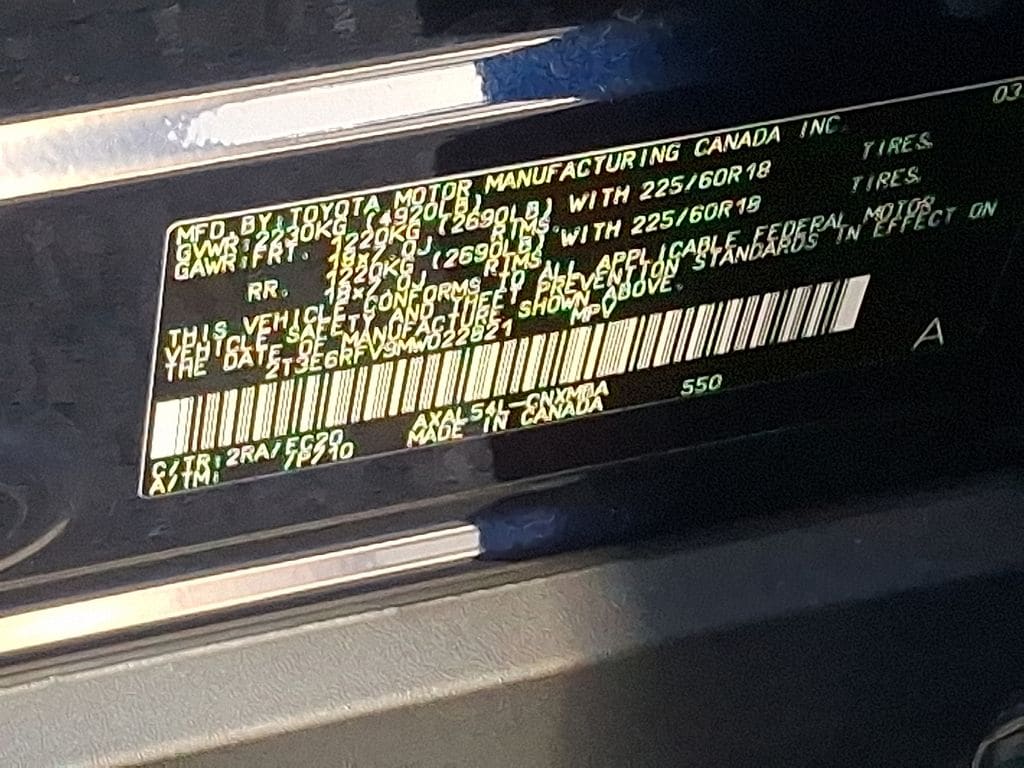 03
MFD. BY: TOYOTA MOTOR MANUFACTURING CANADA INC.
GVWR: 2230KG (4920LB)
GAWR: FRT. 1220KG (2690LB) WITH 225/60R18 TIRES,
18x7.0J RIMS,
RR. 1220KG (2690LB) WITH 225/60R18 TIRES,
18x7.0J RIMS,
THIS VEHICLE CONFORMS TO ALL APPLICABLE FEDERAL MOTOR
VEHICLE SAFETY AND THEFT PREVENTION STANDARDS IN EFFECT ON
THE DATE OF MANUFACTURE SHOWN ABOVE.
2T3E6RFV9MW022821 MPV
AXAL54L-CNXMBA 550 A
C/TR: 2RA/EC20 MADE IN CANADA
A/TM: /P710